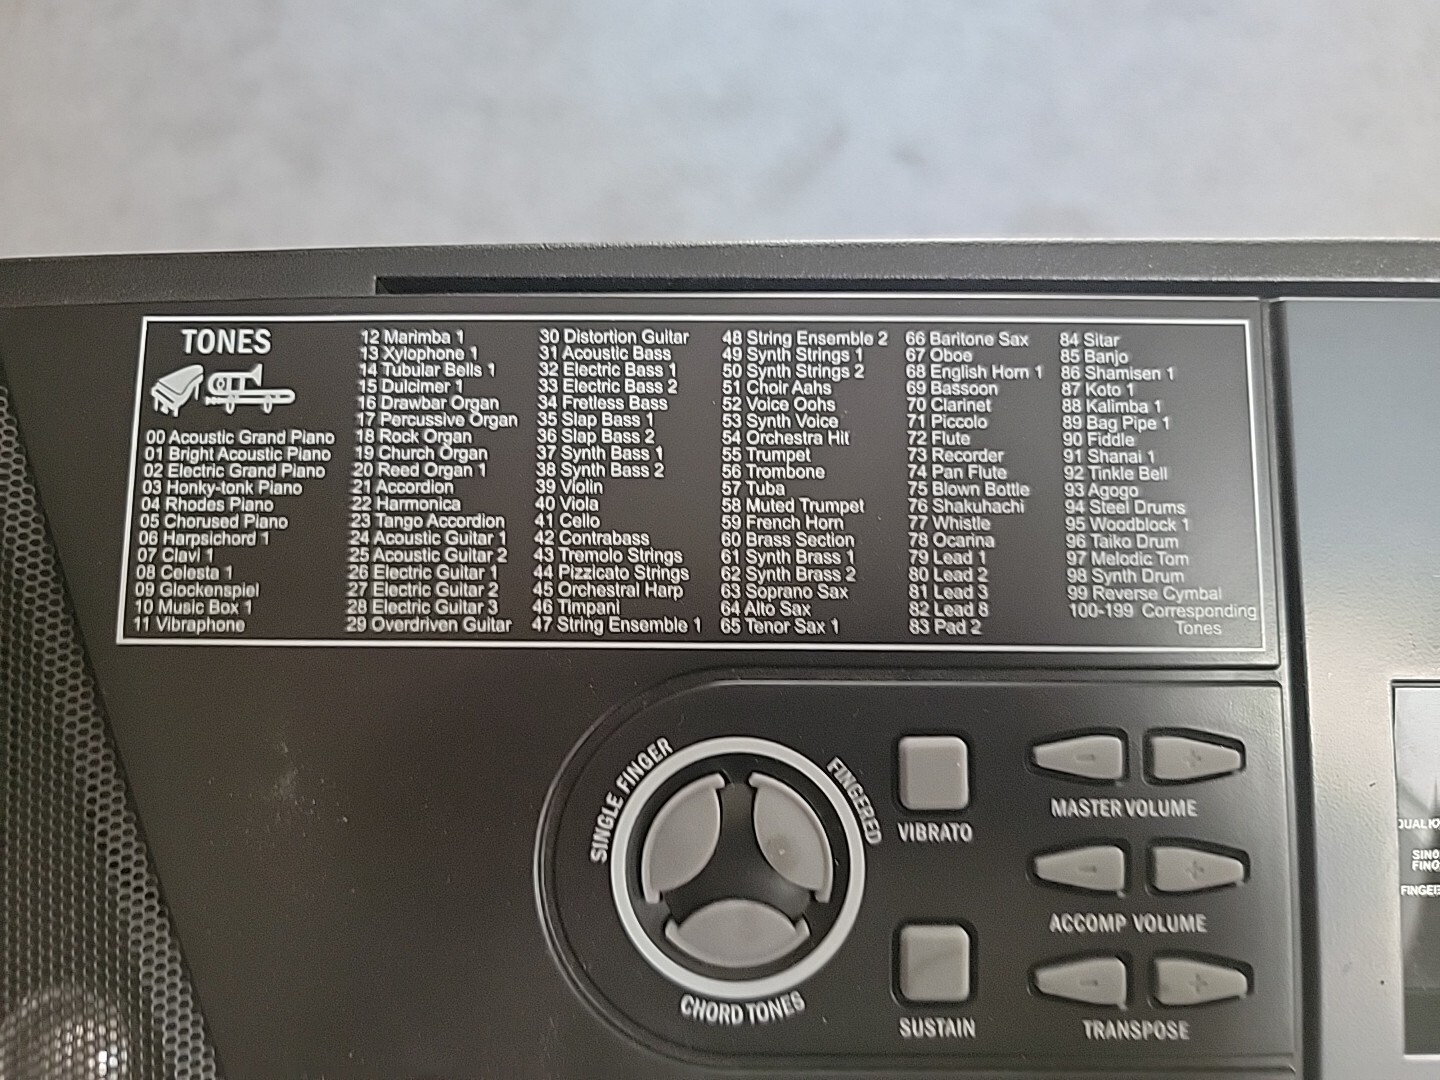 TONES
00 Acoustic Grand Piano
01 Bright Acoustic Piano
02 Electric Grand Piano
03 Honky-tonk Piano
04 Rhodes Piano
05 Chorused Piano
06 Harpsichord 1
07 Clavi 1
08 Celesta 1
09 Glockenspiel
10 Music Box 1
11 Vibraphone
12 Marimba 1
13 Xylophone 1
14 Tubular Bells 1
15 Dulcimer 1
16 Drawbar Organ
17 Percussive Organ
18 Rock Organ
19 Church Organ
20 Reed Organ 1
21 Accordion
22 Harmonica
23 Tango Accordion
24 Acoustic Guitar 1
25 Acoustic Guitar 2
26 Electric Guitar 1
27 Electric Guitar 2
28 Electric Guitar 3
29 Overdriven Guitar
30 Distortion Guitar
31 Acoustic Bass
32 Electric Bass 1
33 Electric Bass 2
34 Fretless Bass
35 Slap Bass 1
36 Slap Bass 2
37 Synth Bass 1
38 Synth Bass 2
39 Violin
40 Viola
41 Cello
42 Contrabass
43 Tremolo Strings
44 Pizzicato Strings
45 Orchestral Harp
46 Timpani
47 String Ensemble 1
48 String Ensemble 2
49 Synth Strings 1
50 Synth Strings 2
51 Choir Aahs
52 Voice Oohs
53 Synth Voice
54 Orchestra Hit
55 Trumpet
56 Trombone
57 Tuba
58 Muted Trumpet
59 French Horn
60 Brass Section
61 Synth Brass 1
62 Synth Brass 2
63 Soprano Sax
64 Alto Sax
65 Tenor Sax 1
66 Baritone Sax
67 Oboe
68 English Horn 1
69 Bassoon
70 Clarinet
71 Piccolo
72 Flute
73 Recorder
74 Pan Flute
75 Blown Bottle
76 Shakuhachi
77 Whistle
78 Ocarina
79 Lead 1
80 Lead 2
81 Lead 3
82 Lead 8
83 Pad 2
84 Sitar
85 Banjo
86 Shamisen 1
87 Koto 1
88 Kalimba 1
89 Bag Pipe 1
90 Fiddle
91 Shanai 1
92 Tinkle Bell
93 Agogo
94 Steel Drums
95 Woodblock 1
96 Taiko Drum
97 Melodic Tom
98 Synth Drum
99 Reverse Cymbal
100-199 Corresponding
Tones
SINGLE FINGER
FINGERED
CHORD TONES
VIBRATO
SUSTAIN
- +
MASTER VOLUME
- +
ACCOMP VOLUME
- +
TRANSPOSE